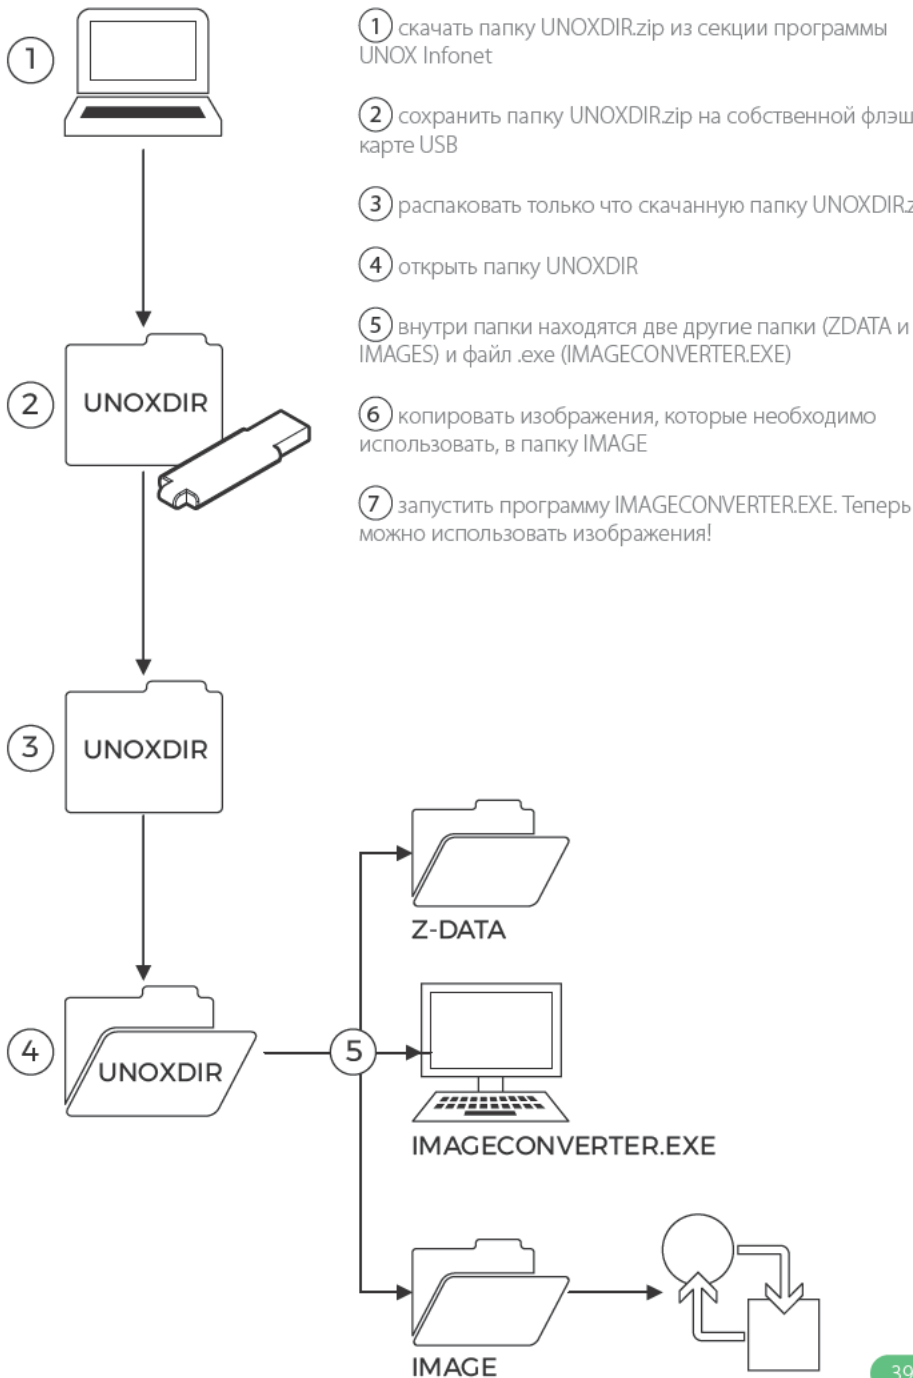 1 скачать папку UNOXDIR.zip из секции программы
UNOX Infonet
2 сохранить папку UNOXDIR.zip на собственной флэш
карте USB
3 распаковать только что скачанную папку UNOXDIR.z
4 открыть папку UNOXDIR
5 внутри папки находятся две другие папки (ZDATA и
IMAGES) и файл .exe (IMAGECONVERTER.EXE)
6 копировать изображения, которые необходимо
использовать, в папку IMAGE
7 запустить программу IMAGECONVERTER.EXE. Теперь
можно использовать изображения!
1
2
UNOXDIR
3
UNOXDIR
4
UNOXDIR
5
Z-DATA
IMAGECONVERTER.EXE
IMAGE
39